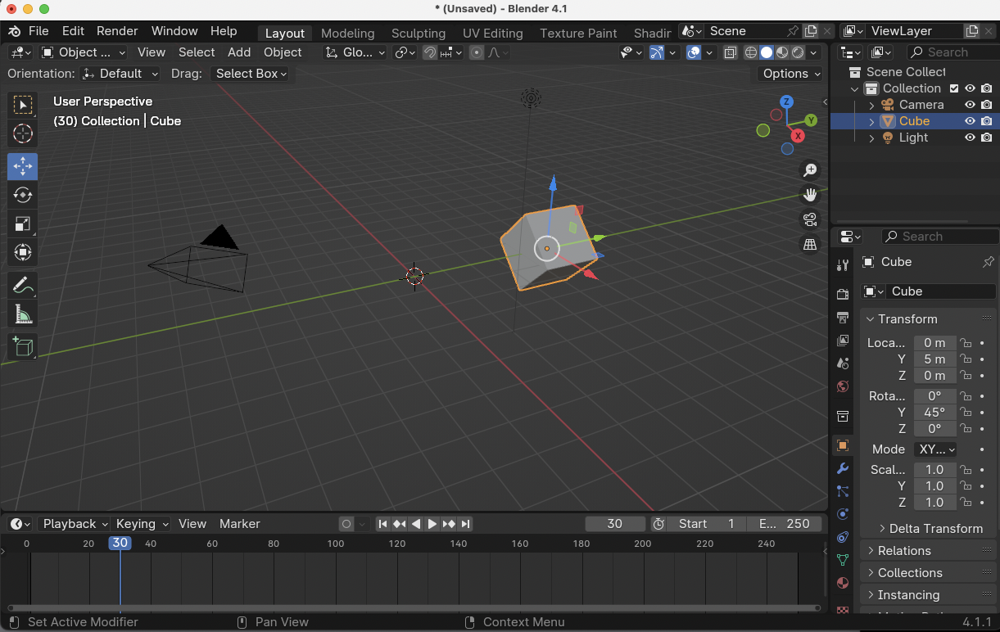 * (Unsaved) - Blender 4.1
File Edit Render Window Help Layout Modeling Sculpting UV Editing Texture Paint Shadir Scene ViewLayer
Object ... View Select Add Object Glo... Search
Orientation: Default Drag: Select Box Options
User Perspective
(30) Collection | Cube
Z
Y
X
Scene Collect
Collection
Camera
Cube
Light
Search
Cube
Cube
Transform
Loca... 0 m
Y 5 m
Z 0 m
Rota... 0°
Y 45°
Z 0°
Mode XY...
Scal... 1.0
Y 1.0
Z 1.0
Delta Transform
Relations
Collections
Instancing
Playback Keying View Marker 30 Start 1 E... 250
0 20 30 40 60 80 100 120 140 160 180 200 220 240
Set Active Modifier Pan View Context Menu 4.1.1